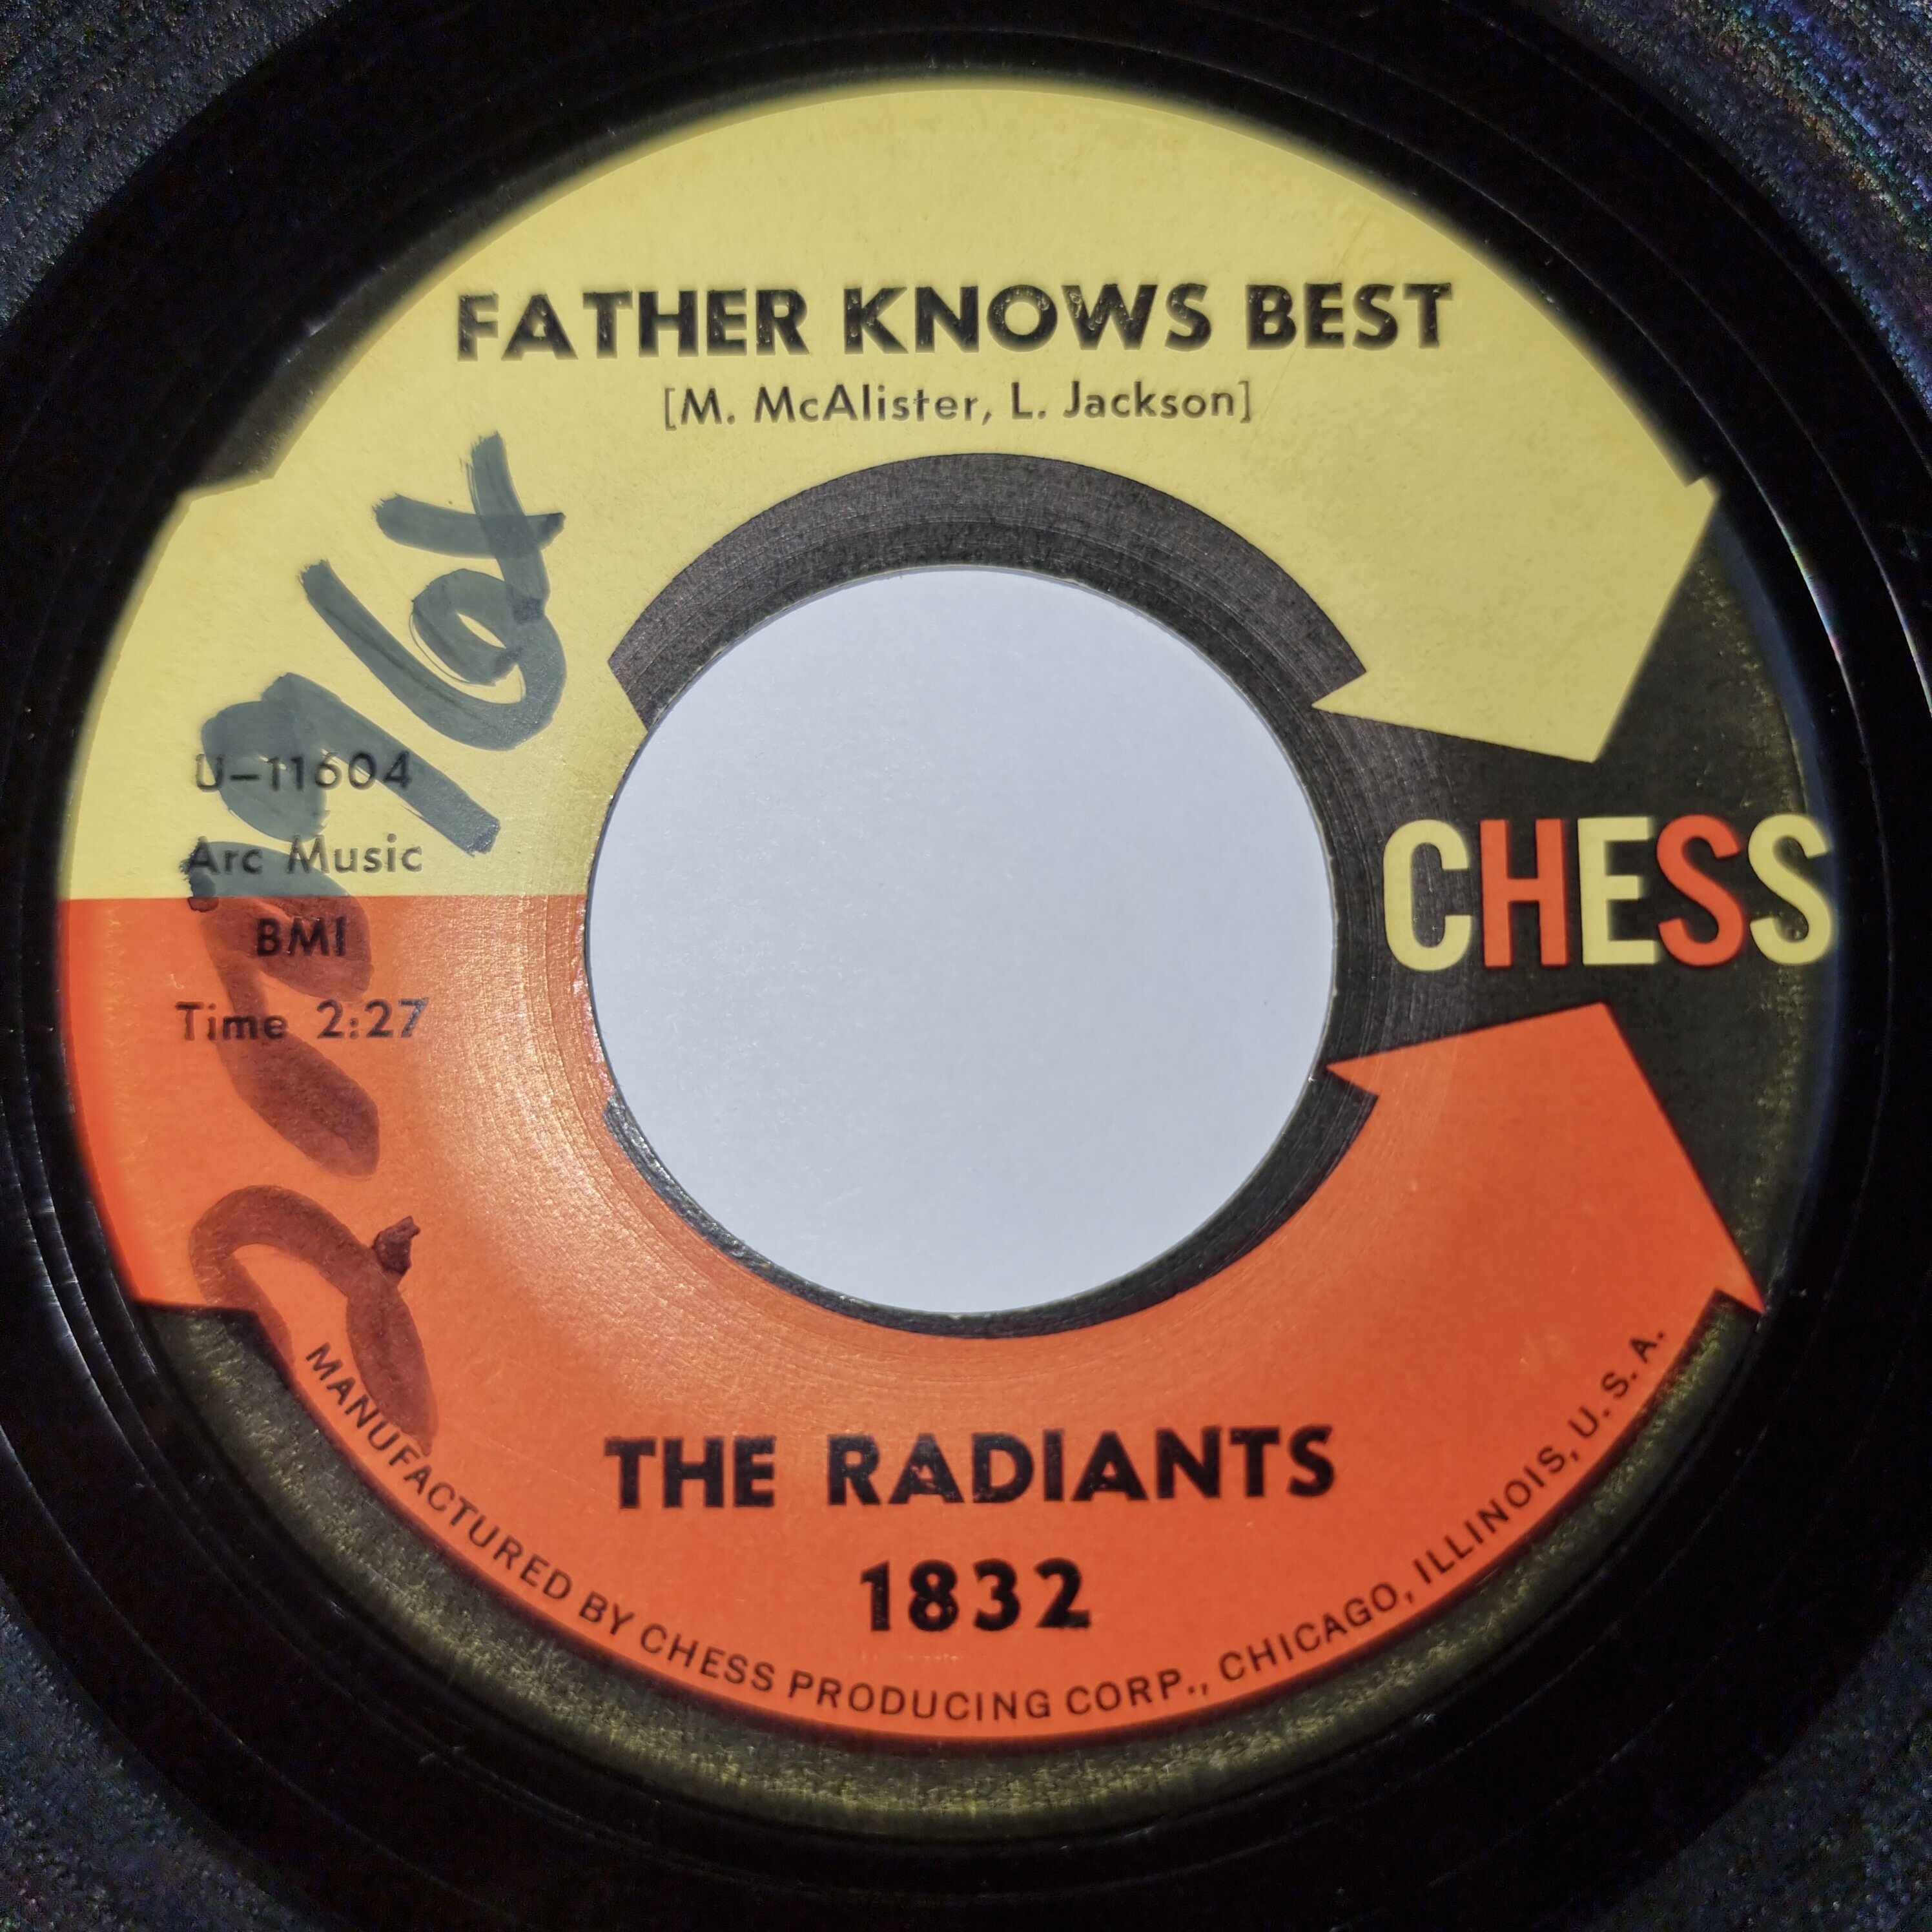 FATHER KNOWS BEST
[M. McAlister, L. Jackson]
U-11604
Arc Music
BMI
Time 2:27
CHESS
THE RADIANTS
1832
MANUFACTURED BY CHESS PRODUCING CORP., CHICAGO, ILLINOIS, U.S.A.